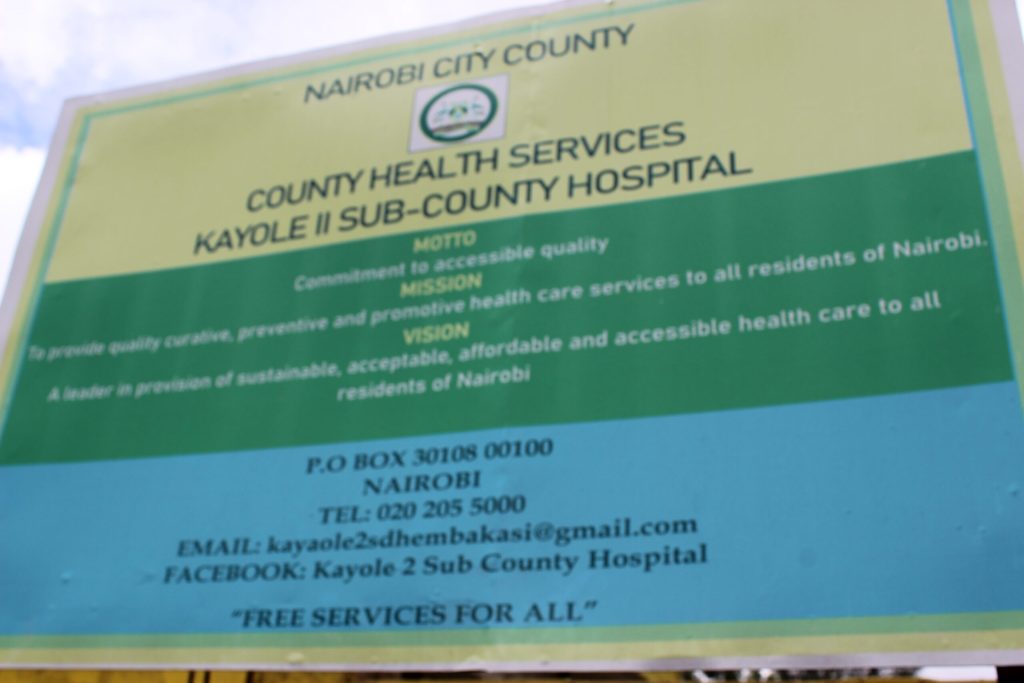 NAIROBI CITY COUNTY
COUNTY HEALTH SERVICES
KAYOLE II SUB-COUNTY HOSPITAL
MOTTO
Commitment to accessible quality
MISSION
To provide quality curative, preventive and promotive health care services to all residents of Nairobi.
VISION
A leader in provision of sustainable, acceptable, affordable and accessible health care to all
residents of Nairobi
P.O BOX 30108 00100
NAIROBI
TEL: 020 205 5000
EMAIL: kayaole2sdhembakasi@gmail.com
FACEBOOK: Kayole 2 Sub County Hospital
"FREE SERVICES FOR ALL"